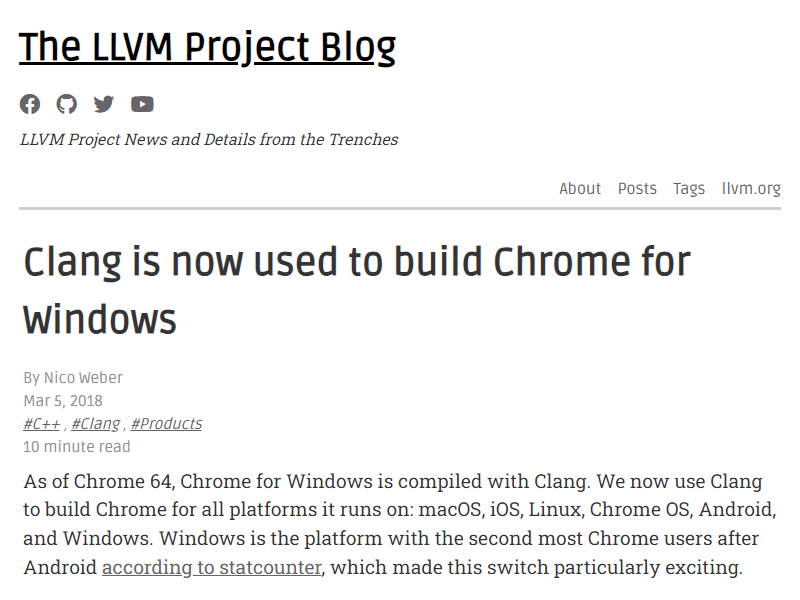 The LLVM Project Blog
LLVM Project News and Details from the Trenches
About Posts Tags llvm.org
Clang is now used to build Chrome for
Windows
By Nico Weber
Mar 5, 2018
#C++ , #Clang , #Products
10 minute read
As of Chrome 64, Chrome for Windows is compiled with Clang. We now use Clang
to build Chrome for all platforms it runs on: macOS, iOS, Linux, Chrome OS, Android,
and Windows. Windows is the platform with the second most Chrome users after
Android according to statcounter, which made this switch particularly exciting.